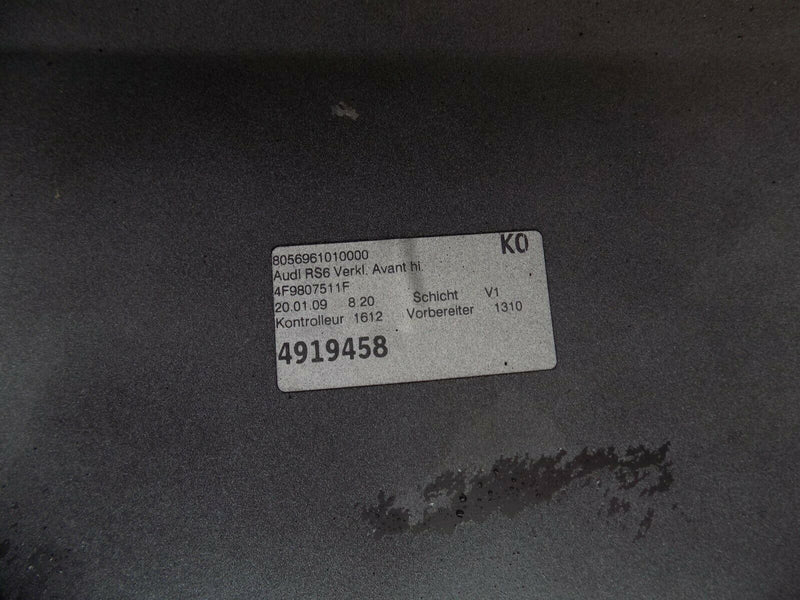 KO
8056961010000
Audi RS6 Verkl. Avant hi.
4F9807511F
20.01.09 8.20 Schicht V1
Kontrolleur 1612 Vorbereiter 1310
4919458